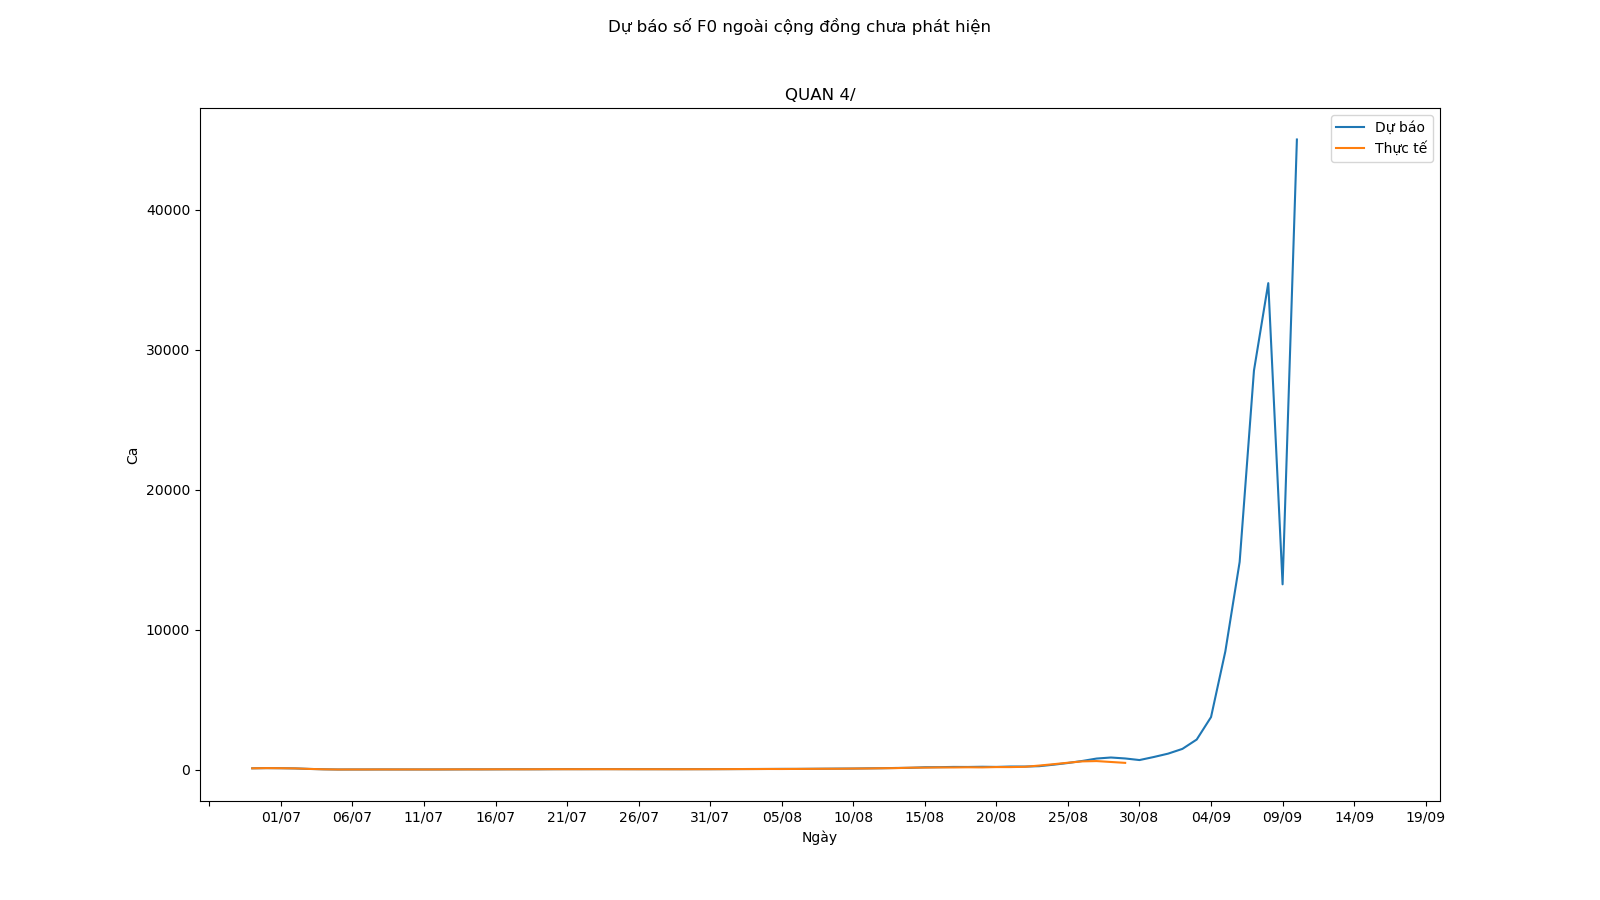 Dự báo số F0 ngoài cộng đồng chưa phát hiện
QUAN 4/
Dự báo
Thực tế
40000
30000
20000
10000
0
Ca
01/07 06/07 11/07 16/07 21/07 26/07 31/07 05/08 10/08 15/08 20/08 25/08 30/08 04/09 09/09 14/09 19/09
Ngày